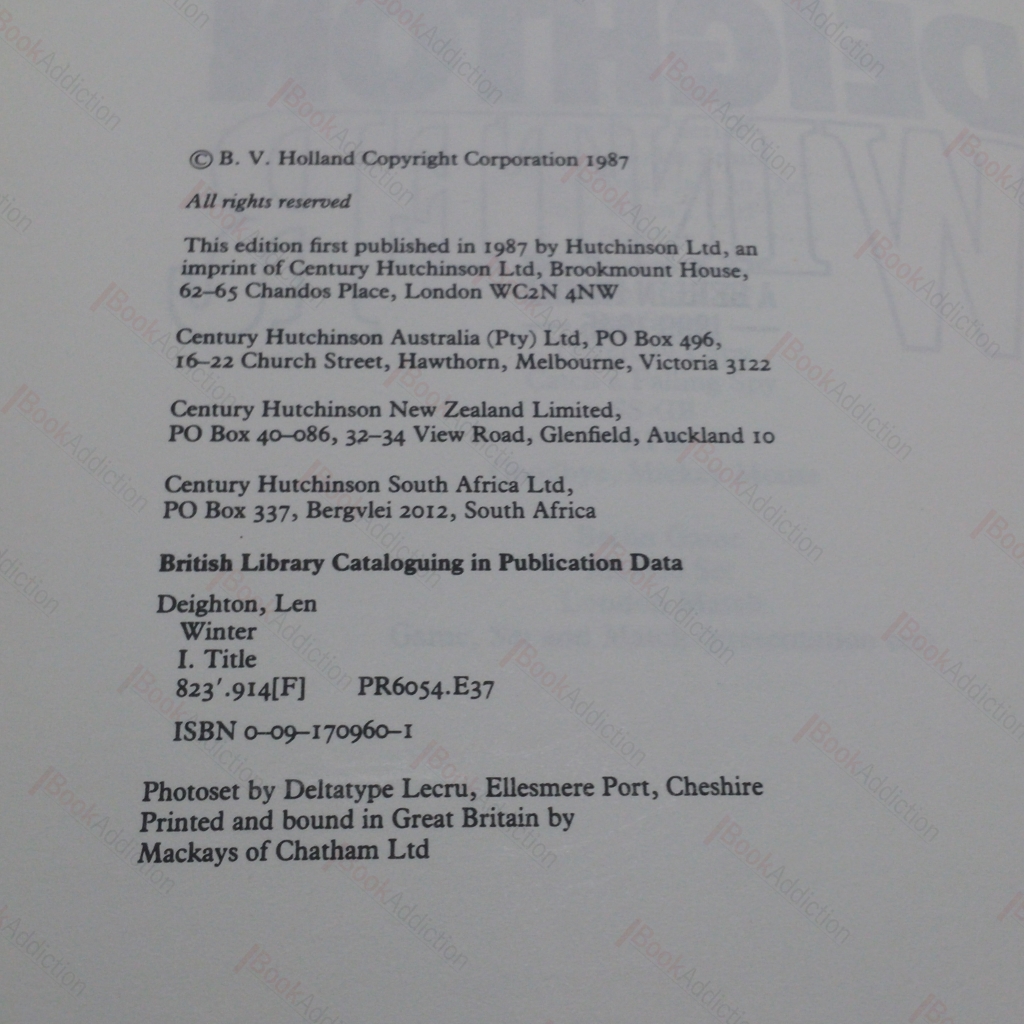 © B. V. Holland Copyright Corporation 1987
All rights reserved
This edition first published in 1987 by Hutchinson Ltd, an
imprint of Century Hutchinson Ltd, Brookmount House,
62–65 Chandos Place, London WC2N 4NW
Century Hutchinson Australia (Pty) Ltd, PO Box 496,
16–22 Church Street, Hawthorn, Melbourne, Victoria 3122
Century Hutchinson New Zealand Limited,
PO Box 40–086, 32–34 View Road, Glenfield, Auckland 10
Century Hutchinson South Africa Ltd,
PO Box 337, Bergvlei 2012, South Africa
British Library Cataloguing in Publication Data
Deighton, Len
Winter
I. Title
823′.914[F] PR6054.E37
ISBN 0–09–170960–1
Photoset by Deltatype Lecru, Ellesmere Port, Cheshire
Printed and bound in Great Britain by
Mackays of Chatham Ltd
BookAddiction